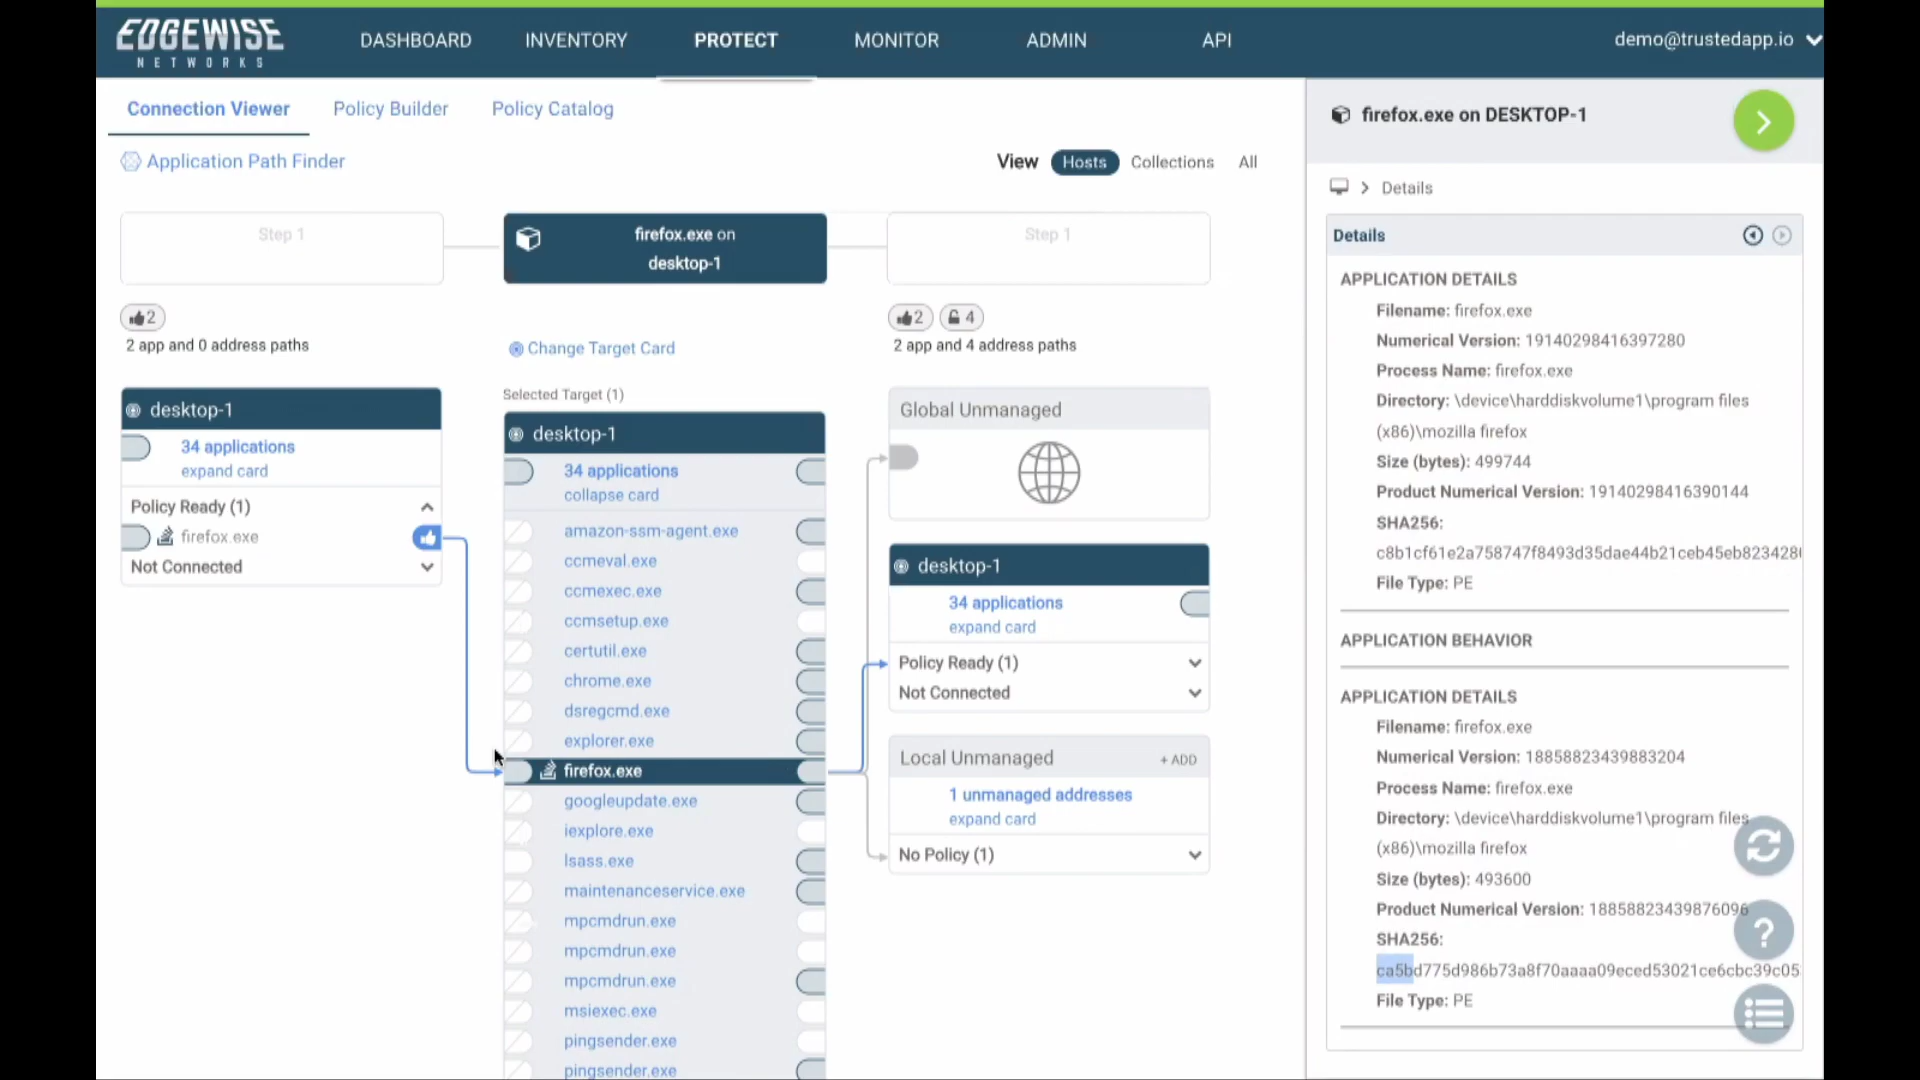 EDGEWISE
NETWORKS
DASHBOARD
INVENTORY
PROTECT
MONITOR
ADMIN
API
demo@trustedapp.io
Connection Viewer
Policy Builder
Policy Catalog
Application Path Finder
View
Hosts
Collections
All
Step 1
firefox.exe on
desktop-1
Step 1
2
2 app and 0 address paths
Change Target Card
2
4
2 app and 4 address paths
desktop-1
34 applications
expand card
Policy Ready (1)
firefox.exe
Not Connected
Selected Target (1)
desktop-1
34 applications
collapse card
amazon-ssm-agent.exe
ccmeval.exe
ccmexec.exe
ccmsetup.exe
certutil.exe
chrome.exe
dsregcmd.exe
explorer.exe
firefox.exe
googleupdate.exe
iexplore.exe
lsass.exe
maintenanceservice.exe
mpcmdrun.exe
mpcmdrun.exe
mpcmdrun.exe
msiexec.exe
pingsender.exe
pingsender.exe
Global Unmanaged
desktop-1
34 applications
expand card
Policy Ready (1)
Not Connected
Local Unmanaged
+ ADD
1 unmanaged addresses
expand card
No Policy (1)
firefox.exe on DESKTOP-1
Details
Details
APPLICATION DETAILS
Filename: firefox.exe
Numerical Version: 19140298416397280
Process Name: firefox.exe
Directory: \device\harddiskvolume1\program files
(x86)\mozilla firefox
Size (bytes): 499744
Product Numerical Version: 19140298416390144
SHA256:
c8b1cf61e2a758747f8493d35dae44b21ceb45eb823428
File Type: PE
APPLICATION BEHAVIOR
APPLICATION DETAILS
Filename: firefox.exe
Numerical Version: 18858823439883204
Process Name: firefox.exe
Directory: \device\harddiskvolume1\program files
(x86)\mozilla firefox
Size (bytes): 493600
Product Numerical Version: 18858823439876096
SHA256:
ca5bd775d986b73a8f70aaaa09eced53021ce6cbc39c05
File Type: PE
?